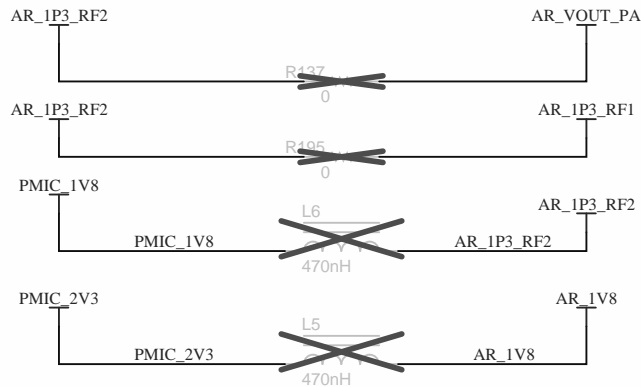 AR_1P3_RF2 AR_VOUT_PA
R137
0
AR_1P3_RF2 AR_1P3_RF1
R195
0
PMIC_1V8
AR_1P3_RF2
L6
PMIC_1V8 AR_1P3_RF2
470nH
PMIC_2V3 AR_1V8
L5
PMIC_2V3 AR_1V8
470nH